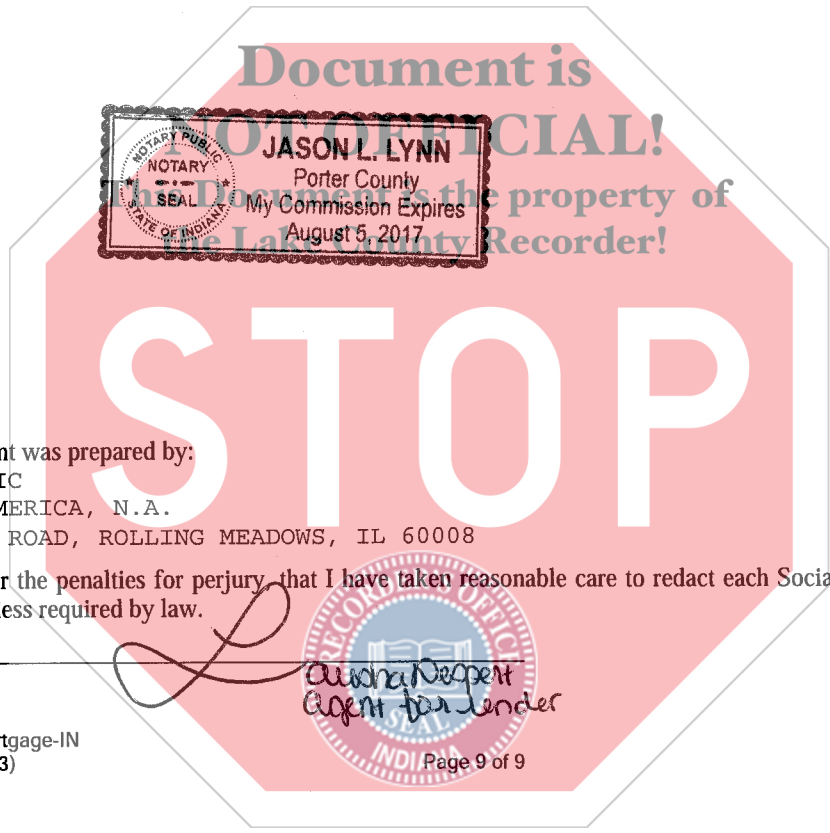 Document is
NOT OFFICIAL!
This Document is the property of
the Lake County Recorder!
NOTARY PUBLIC
NOTARY
SEAL
STATE OF INDIANA
JASON L. LYNN
Porter County
My Commission Expires
August 5, 2017
STOP
nt was prepared by:
IC
MERICA, N.A.
ROAD, ROLLING MEADOWS, IL 60008
r the penalties for perjury, that I have taken reasonable care to redact each Socia
less required by law.
RECORDERS OFFICE
SEAL
INDIANA
Agent for Lender
rtgage-IN
3)
Page 9 of 9